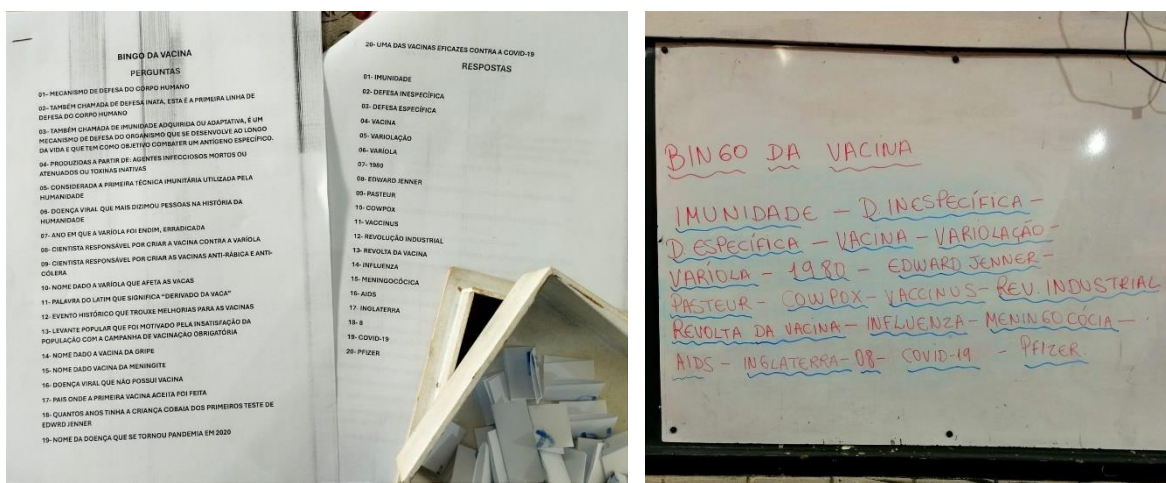 BINGO DA VACINA
PERGUNTAS
01- MECANISMO DE DEFESA DO CORPO HUMANO
02- TAMBÉM CHAMADA DE DEFESA INATA, ESTA É A PRIMEIRA LINHA DE
DEFESA DO CORPO HUMANO
03- TAMBÉM CHAMADA DE IMUNIDADE ADQUIRIDA OU ADAPTATIVA, É UM
MECANISMO DE DEFESA DO ORGANISMO QUE SE DESENVOLVE AO LONGO
DA VIDA E QUE TEM COMO OBJETIVO COMBATER UM ANTÍGENO ESPECÍFICO.
04- PRODUZIDAS A PARTIR DE: AGENTES INFECCIOSOS MORTOS OU
ATENUADOS OU TOXINAS INATIVAS
05- CONSIDERADA A PRIMEIRA TÉCNICA IMUNITÁRIA UTILIZADA PELA
HUMANIDADE
06- DOENÇA VIRAL QUE MAIS DIZIMOU PESSOAS NA HISTÓRIA DA
HUMANIDADE
07- ANO EM QUE A VARÍOLA FOI ENDIM, ERRADICADA
08- CIENTISTA RESPONSÁVEL POR CRIAR A VACINA CONTRA A VARÍOLA
09- CIENTISTA RESPONSÁVEL POR CRIAR AS VACINAS ANTI-RÁBICA E ANTI-
CÓLERA
10- NOME DADO A VARÍOLA QUE AFETA AS VACAS
11- PALAVRA DO LATIM QUE SIGNIFICA "DERIVADO DA VACA"
12- EVENTO HISTÓRICO QUE TROUXE MELHORIAS PARA AS VACINAS
13- LEVANTE POPULAR QUE FOI MOTIVADO PELA INSATISFAÇÃO DA
POPULAÇÃO COM A CAMPANHA DE VACINAÇÃO OBRIGATÓRIA
14- NOME DADO A VACINA DA GRIPE
15- NOME DADO VACINA DA MENINGITE
16- DOENÇA VIRAL QUE NÃO POSSUI VACINA
17- PAIS ONDE A PRIMEIRA VACINA ACEITA FOI FEITA
18- QUANTOS ANOS TINHA A CRIANÇA COBAIA DOS PRIMEIROS TESTE DE
EDWRD JENNER
19- NOME DA DOENÇA QUE SE TORNOU PANDEMIA EM 2020
20- UMA DAS VACINAS EFICAZES CONTRA A COVID-19
RESPOSTAS
01- IMUNIDADE
02- DEFESA INESPECÍFICA
03- DEFESA ESPECÍFICA
04- VACINA
05- VARIOLAÇÃO
06- VARÍOLA
07- 1980
08- EDWARD JENNER
09- PASTEUR
10- COWPOX
11- VACCINUS
12- REVOLUÇÃO INDUSTRIAL
13- REVOLTA DA VACINA
14- INFLUENZA
15- MENINGOCÓCICA
16- AIDS
17- INGLATERRA
18- 8
19- COVID-19
20- PFIZER
BINGO DA VACINA
IMUNIDADE - D. INESPECÍFICA -
D. ESPECÍFICA - VACINA - VARIOLAÇÃO -
VARÍOLA - 1980 - EDWARD JENNER -
PASTEUR - COWPOX - VACCINUS - REV. INDUSTRIAL
REVOLTA DA VACINA - INFLUENZA - MENINGOCÓCIA -
AIDS - INGLATERRA - 08 - COVID-19 - PFIZER.